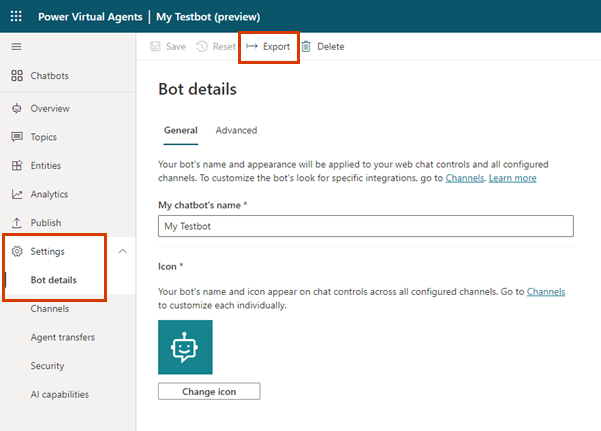 Power Virtual Agents | My Testbot (preview)
Save Reset Export Delete
Chatbots
Overview
Topics
Entities
Analytics
Publish
Settings
Bot details
Channels
Agent transfers
Security
AI capabilities
Bot details
General Advanced
Your bot's name and appearance will be applied to your web chat controls and all configured
channels. To customize the bot's look for specific integrations, go to Channels. Learn more
My chatbot's name *
My Testbot
Icon *
Your bot's name and icon appear on chat controls across all configured channels. Go to Channels
to customize each individually.
Change icon